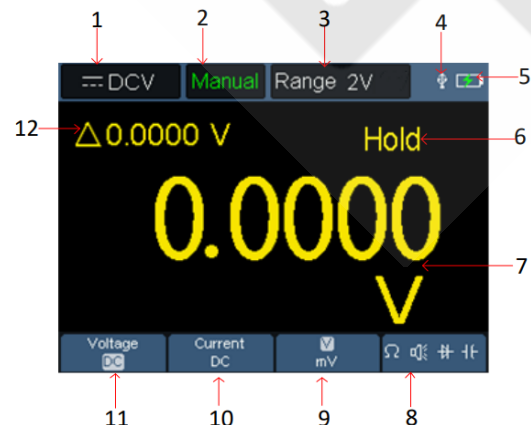 1 2 3 4
DCV Manual Range 2V 5
12 △0.0000 V Hold 6
0.0000 7
V
Voltage Current V Ω
DC DC mV
11 10 9 8